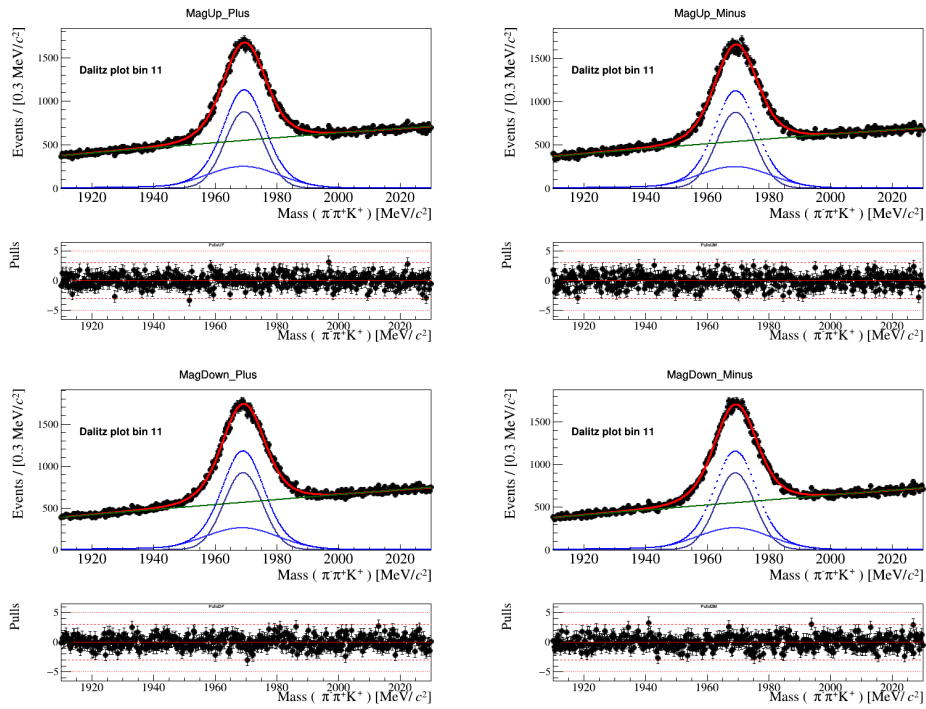 MagUp_Plus
Events / [0.3 MeV/c²]
1500
1000
500
0
Dalitz plot bin 11
1920 1940 1960 1980 2000 2020
Mass ( π⁻π⁺K⁺ ) [MeV/c²]
Pulls
PullsUP
5
0
−5
1920 1940 1960 1980 2000 2020
Mass ( π⁻π⁺K⁺ ) [MeV/c²]
MagUp_Minus
Events / [0.3 MeV/c²]
1500
1000
500
0
Dalitz plot bin 11
1920 1940 1960 1980 2000 2020
Mass ( π⁻π⁺K⁺ ) [MeV/c²]
Pulls
PullsUM
5
0
−5
1920 1940 1960 1980 2000 2020
Mass ( π⁻π⁺K⁺ ) [MeV/c²]
MagDown_Plus
Events / [0.3 MeV/c²]
1500
1000
500
0
Dalitz plot bin 11
1920 1940 1960 1980 2000 2020
Mass ( π⁻π⁺K⁺ ) [MeV/c²]
Pulls
PullsDP
5
0
−5
1920 1940 1960 1980 2000 2020
Mass ( π⁻π⁺K⁺ ) [MeV/c²]
MagDown_Minus
Events / [0.3 MeV/c²]
1500
1000
500
0
Dalitz plot bin 11
1920 1940 1960 1980 2000 2020
Mass ( π⁻π⁺K⁺ ) [MeV/c²]
Pulls
PullsDM
5
0
−5
1920 1940 1960 1980 2000 2020
Mass ( π⁻π⁺K⁺ ) [MeV/c²]